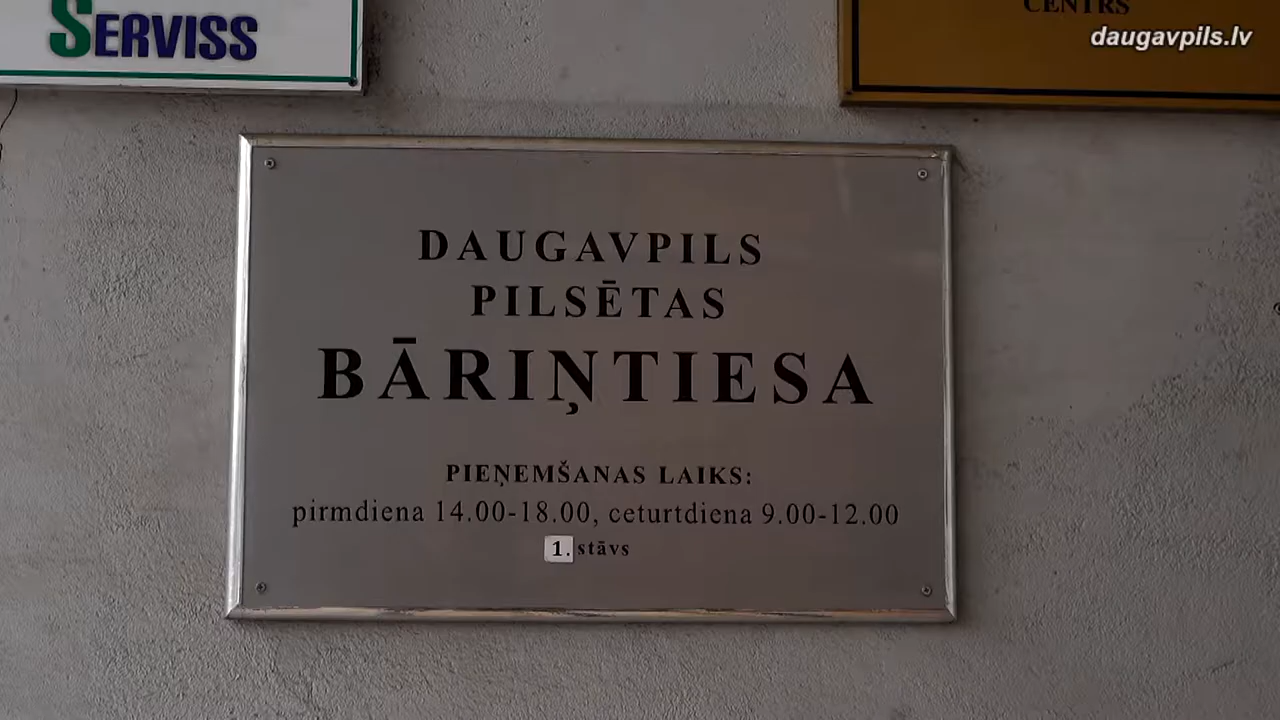 SERVISS
CENTRS
daugavpils.lv
DAUGAVPILS
PILSĒTAS
BĀRIŅTIESA
PIEŅEMŠANAS LAIKS:
pirmdiena 14.00-18.00, ceturtdiena 9.00-12.00
1. stāvs